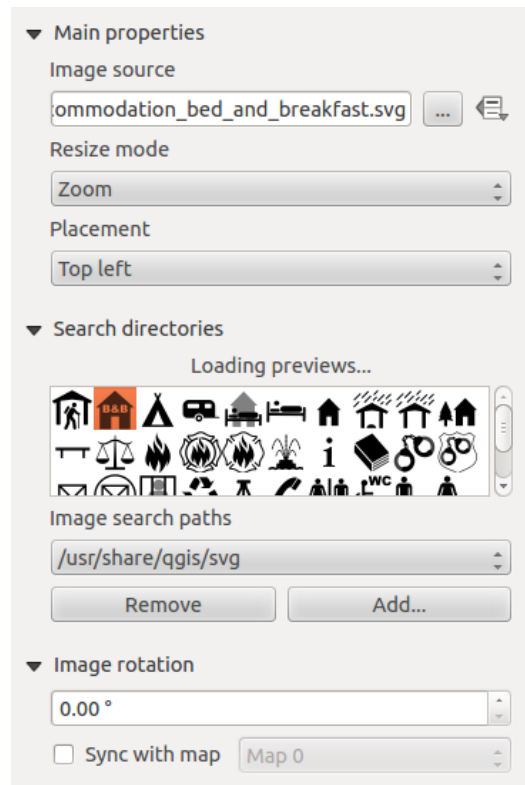 Main properties
Image source
ommodation_bed_and_breakfast.svg ...
Resize mode
Zoom
Placement
Top left
Search directories
Loading previews...
B&B
i
WC
Image search paths
/usr/share/qgis/svg
Remove Add...
Image rotation
0.00 °
Sync with map Map 0